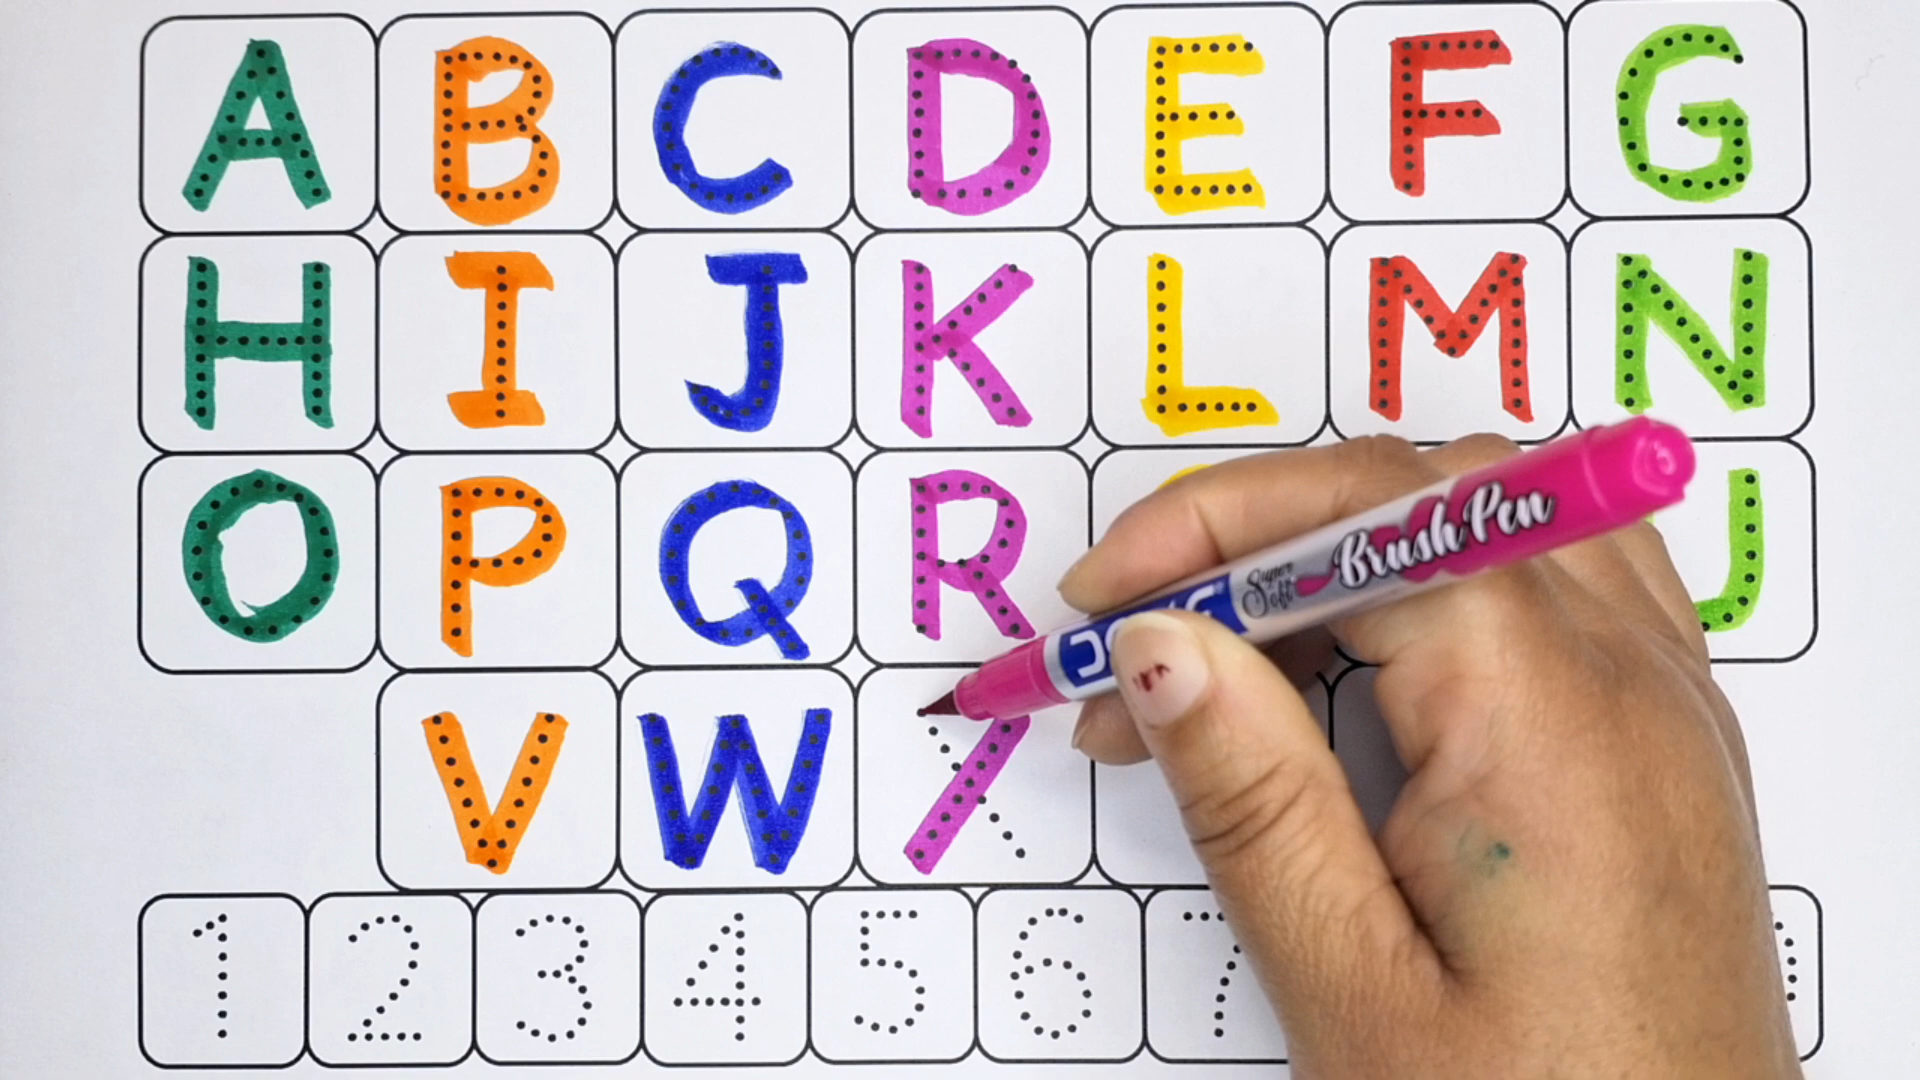 A B C D E F G
H I J K L M N
O P Q R U
V W X
1 2 3 4 5 6 7
Super Soft Brush Pen